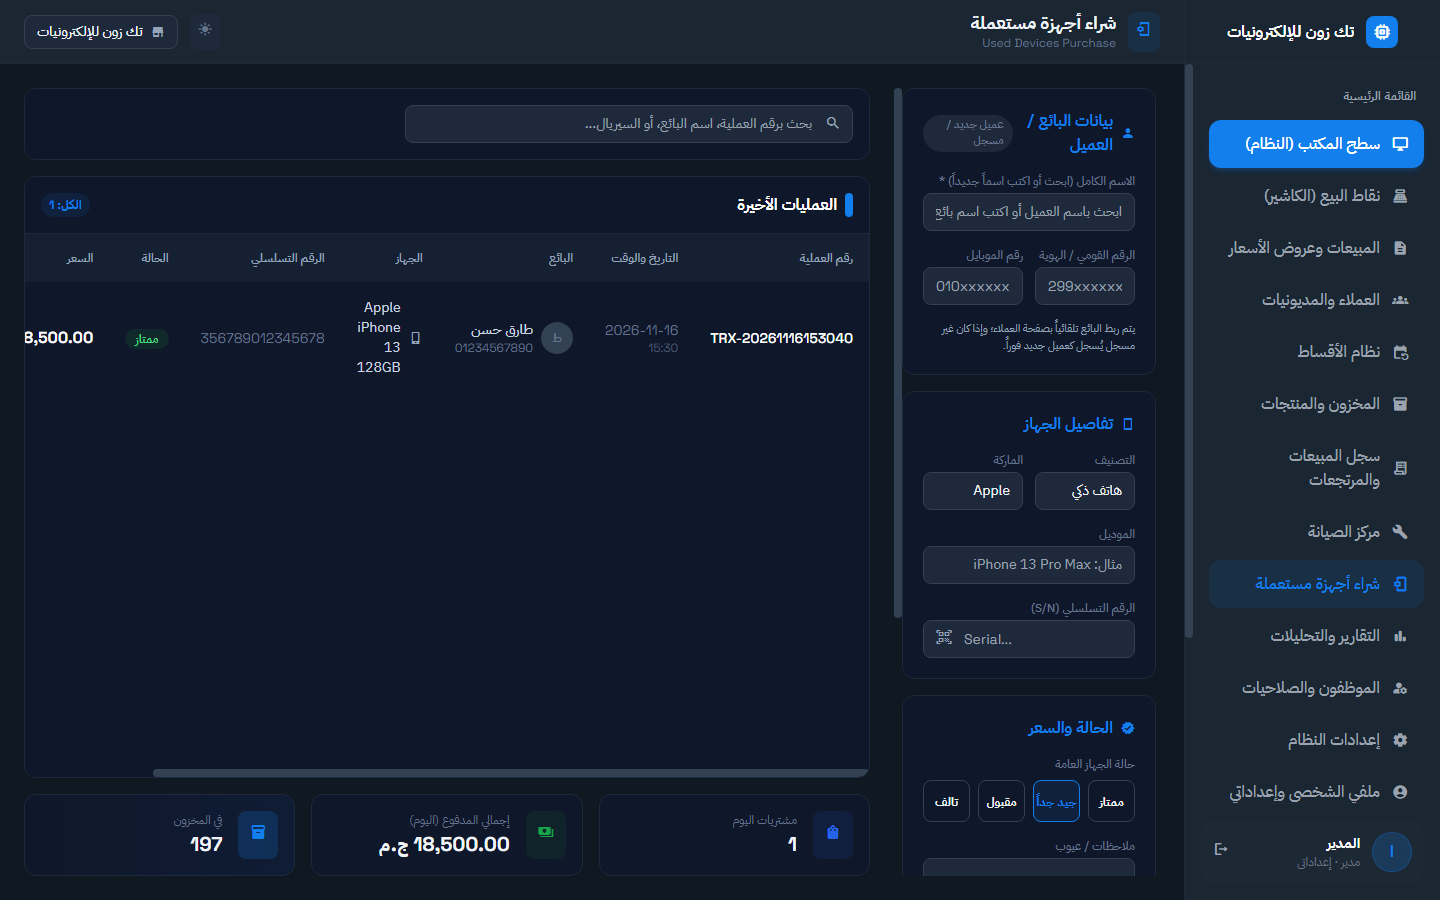 تك زون للإلكترونيات
القائمة الرئيسية
سطح المكتب (النظام)
نقاط البيع (الكاشير)
المبيعات وعروض الأسعار
العملاء والمديونيات
نظام الأقساط
المخزون والمنتجات
سجل المبيعات
والمرتجعات
مركز الصيانة
شراء أجهزة مستعملة
التقارير والتحليلات
الموظفون والصلاحيات
إعدادات النظام
ملفي الشخصي وإعداداتي
ا
المدير
مدير · إعداداتي
شراء أجهزة مستعملة
Used Devices Purchase
تك زون للإلكترونيات
بيانات البائع /
العميل
عميل جديد /
مسجل
الاسم الكامل (ابحث أو اكتب اسماً جديداً) *
ابحث باسم العميل أو اكتب اسم بائع
الرقم القومي / الهوية
رقم الموبايل
299xxxxxx
010xxxxxx
يتم ربط البائع تلقائياً بصفحة العملاء؛ وإذا كان غير
مسجل يُسجل كعميل جديد فوراً.
تفاصيل الجهاز
التصنيف
الماركة
هاتف ذكي
Apple
الموديل
مثال: iPhone 13 Pro Max
الرقم التسلسلي (S/N)
Serial...
الحالة والسعر
حالة الجهاز العامة
ممتاز
جيد جداً
مقبول
تالف
ملاحظات / عيوب
بحث برقم العملية، اسم البائع، أو السيريال...
العمليات الأخيرة
الكل: 1
رقم العملية
التاريخ والوقت
البائع
الجهاز
الرقم التسلسلي
الحالة
السعر
TRX-20261116153040
2026-11-16
15:30
ط
طارق حسن
01234567890
Apple
iPhone
13
128GB
356789012345678
ممتاز
8,500.00
مشتريات اليوم
1
إجمالي المدفوع (اليوم)
18,500.00 ج.م
في المخزون
197